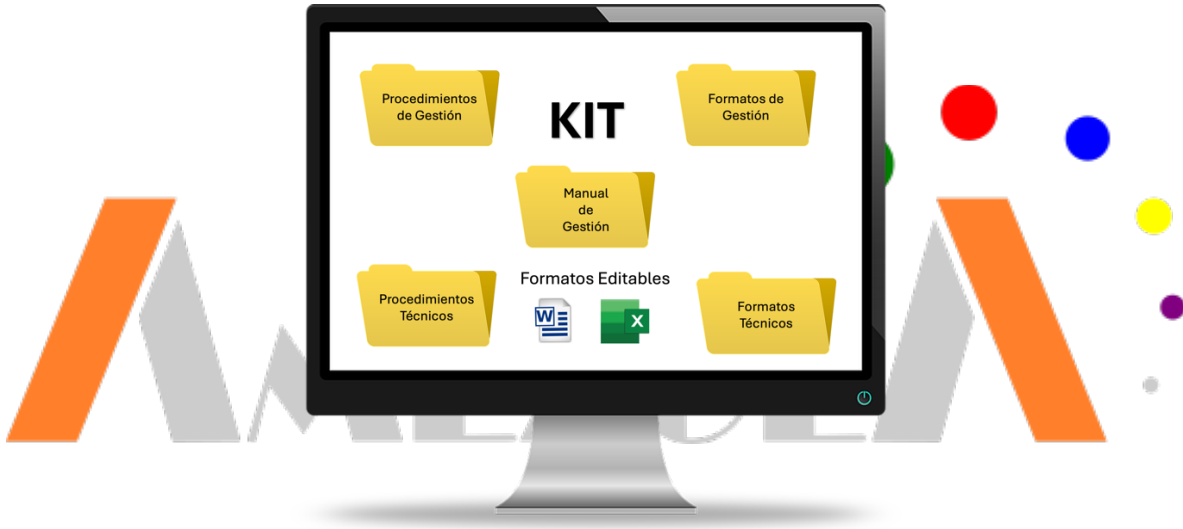 Procedimientos
de Gestión
KIT
Formatos de
Gestión
Manual
de
Gestión
Formatos Editables
Procedimientos
Técnicos
W
X
Formatos
Técnicos